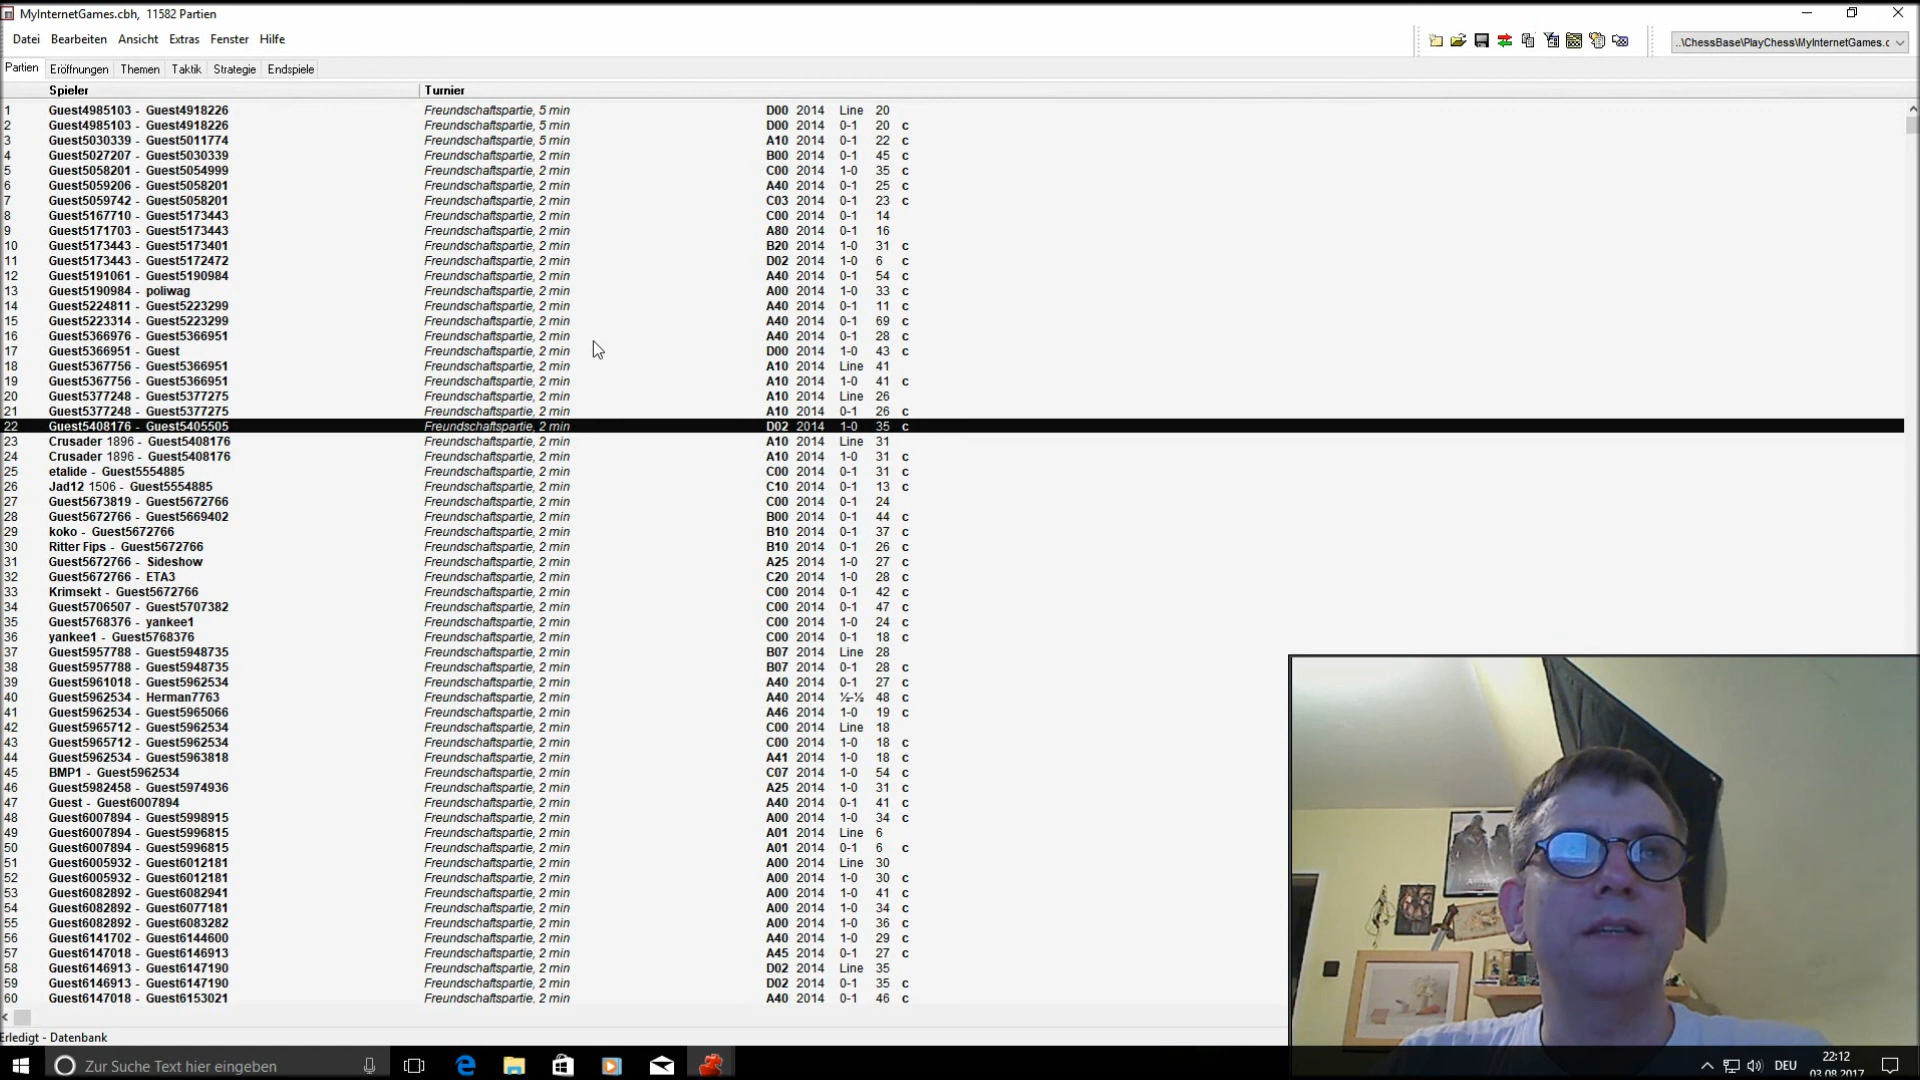 MyInternetGames.cbh, 11582 Partien
Datei Bearbeiten Ansicht Extras Fenster Hilfe
..\ChessBase\PlayChess\MyInternetGames.c
Partien Eröffnungen Themen Taktik Strategie Endspiele
Spieler Turnier
1 Guest4985103 - Guest4918226 Freundschaftspartie, 5 min D00 2014 Line 20
2 Guest4985103 - Guest4918226 Freundschaftspartie, 5 min D00 2014 0-1 20 c
3 Guest5030339 - Guest5011774 Freundschaftspartie, 5 min A10 2014 0-1 22 c
4 Guest5027207 - Guest5030339 Freundschaftspartie, 2 min B00 2014 0-1 45 c
5 Guest5058201 - Guest5054999 Freundschaftspartie, 2 min C00 2014 1-0 35 c
6 Guest5059206 - Guest5058201 Freundschaftspartie, 2 min A40 2014 0-1 25 c
7 Guest5059742 - Guest5058201 Freundschaftspartie, 2 min C03 2014 0-1 23 c
8 Guest5167710 - Guest5173443 Freundschaftspartie, 2 min C00 2014 0-1 14
9 Guest5171703 - Guest5173443 Freundschaftspartie, 2 min A80 2014 0-1 16
10 Guest5173443 - Guest5173401 Freundschaftspartie, 2 min B20 2014 1-0 31 c
11 Guest5173443 - Guest5172472 Freundschaftspartie, 2 min D02 2014 1-0 6 c
12 Guest5191061 - Guest5190984 Freundschaftspartie, 2 min A40 2014 0-1 54 c
13 Guest5190984 - poliwag Freundschaftspartie, 2 min A00 2014 1-0 33 c
14 Guest5224811 - Guest5223299 Freundschaftspartie, 2 min A40 2014 0-1 11 c
15 Guest5223314 - Guest5223299 Freundschaftspartie, 2 min A40 2014 0-1 69 c
16 Guest5366976 - Guest5366951 Freundschaftspartie, 2 min A40 2014 0-1 28 c
17 Guest5366951 - Guest Freundschaftspartie, 2 min D00 2014 1-0 43 c
18 Guest5367756 - Guest5366951 Freundschaftspartie, 2 min A10 2014 Line 41
19 Guest5367756 - Guest5366951 Freundschaftspartie, 2 min A10 2014 1-0 41 c
20 Guest5377248 - Guest5377275 Freundschaftspartie, 2 min A10 2014 Line 26
21 Guest5377248 - Guest5377275 Freundschaftspartie, 2 min A10 2014 0-1 26 c
22 Guest5408176 - Guest5405505 Freundschaftspartie, 2 min D02 2014 1-0 35 c
23 Crusader 1896 - Guest5408176 Freundschaftspartie, 2 min A10 2014 Line 31
24 Crusader 1896 - Guest5408176 Freundschaftspartie, 2 min A10 2014 1-0 31 c
25 etalide - Guest5554885 Freundschaftspartie, 2 min C00 2014 0-1 31 c
26 Jad12 1506 - Guest5554885 Freundschaftspartie, 2 min C10 2014 0-1 13 c
27 Guest5673819 - Guest5672766 Freundschaftspartie, 2 min C00 2014 0-1 24
28 Guest5672766 - Guest5669402 Freundschaftspartie, 2 min B00 2014 0-1 44 c
29 koko - Guest5672766 Freundschaftspartie, 2 min B10 2014 0-1 37 c
30 Ritter Fips - Guest5672766 Freundschaftspartie, 2 min B10 2014 0-1 26 c
31 Guest5672766 - Sideshow Freundschaftspartie, 2 min A25 2014 1-0 27 c
32 Guest5672766 - ETA3 Freundschaftspartie, 2 min C20 2014 1-0 28 c
33 Krimsekt - Guest5672766 Freundschaftspartie, 2 min C00 2014 0-1 42 c
34 Guest5706507 - Guest5707382 Freundschaftspartie, 2 min C00 2014 0-1 47 c
35 Guest5768376 - yankee1 Freundschaftspartie, 2 min C00 2014 1-0 24 c
36 yankee1 - Guest5768376 Freundschaftspartie, 2 min C00 2014 0-1 18 c
37 Guest5957788 - Guest5948735 Freundschaftspartie, 2 min B07 2014 Line 28
38 Guest5957788 - Guest5948735 Freundschaftspartie, 2 min B07 2014 0-1 28 c
39 Guest5961018 - Guest5962534 Freundschaftspartie, 2 min A40 2014 0-1 27 c
40 Guest5962534 - Herman7763 Freundschaftspartie, 2 min A40 2014 ½-½ 48 c
41 Guest5962534 - Guest5965066 Freundschaftspartie, 2 min A46 2014 1-0 19 c
42 Guest5965712 - Guest5962534 Freundschaftspartie, 2 min C00 2014 Line 18
43 Guest5965712 - Guest5962534 Freundschaftspartie, 2 min C00 2014 1-0 18 c
44 Guest5962534 - Guest5963818 Freundschaftspartie, 2 min A41 2014 1-0 18 c
45 BMP1 - Guest5962534 Freundschaftspartie, 2 min C07 2014 1-0 54 c
46 Guest5982458 - Guest5974936 Freundschaftspartie, 2 min A25 2014 1-0 31 c
47 Guest - Guest6007894 Freundschaftspartie, 2 min A40 2014 0-1 41 c
48 Guest6007894 - Guest5998915 Freundschaftspartie, 2 min A00 2014 1-0 34 c
49 Guest6007894 - Guest5996815 Freundschaftspartie, 2 min A01 2014 Line 6
50 Guest6007894 - Guest5996815 Freundschaftspartie, 2 min A01 2014 0-1 6 c
51 Guest6005932 - Guest6012181 Freundschaftspartie, 2 min A00 2014 Line 30
52 Guest6005932 - Guest6012181 Freundschaftspartie, 2 min A00 2014 1-0 30 c
53 Guest6082892 - Guest6082941 Freundschaftspartie, 2 min A00 2014 1-0 41 c
54 Guest6082892 - Guest6077181 Freundschaftspartie, 2 min A00 2014 1-0 34 c
55 Guest6082892 - Guest6083282 Freundschaftspartie, 2 min A00 2014 1-0 36 c
56 Guest6141702 - Guest6144600 Freundschaftspartie, 2 min A40 2014 1-0 29 c
57 Guest6147018 - Guest6146913 Freundschaftspartie, 2 min A45 2014 0-1 27 c
58 Guest6146913 - Guest6147190 Freundschaftspartie, 2 min D02 2014 Line 35
59 Guest6146913 - Guest6147190 Freundschaftspartie, 2 min D02 2014 0-1 35 c
60 Guest6147018 - Guest6153021 Freundschaftspartie, 2 min A40 2014 0-1 46 c
Erledigt - Datenbank
Zur Suche Text hier eingeben
DEU 22:12
03.08.2017